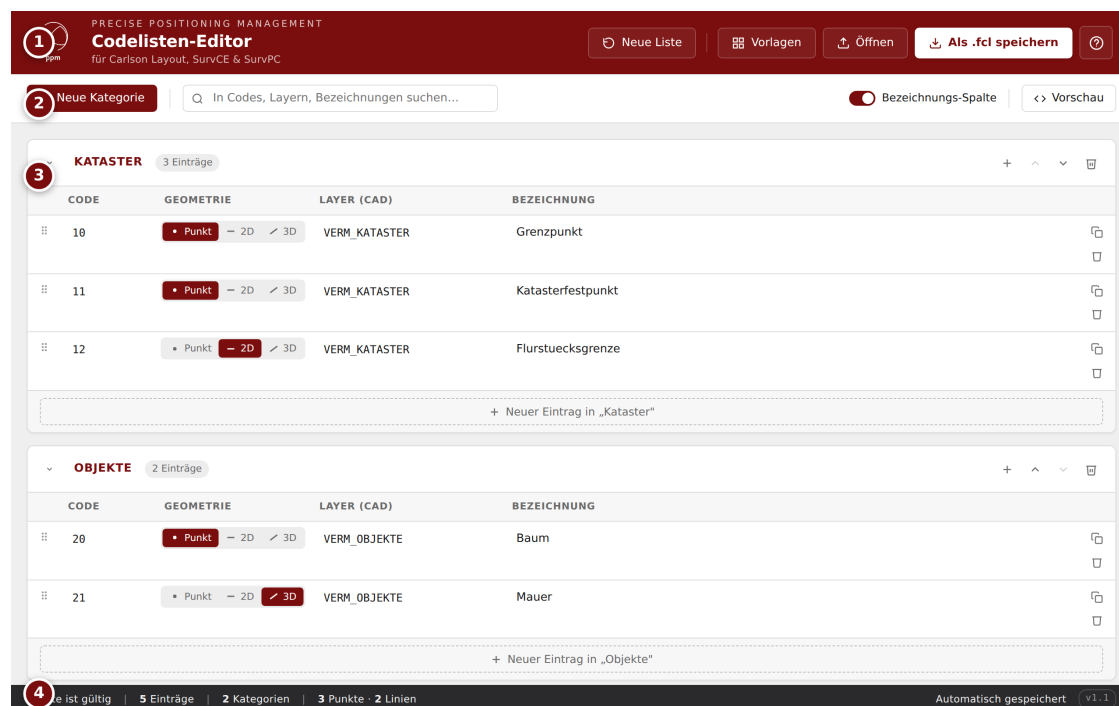 PRECISE POSITIONING MANAGEMENT
1
ppm
Codelisten-Editor
für Carlson Layout, SurvCE & SurvPC
Neue Liste
Vorlagen
Öffnen
Als .fcl speichern
2
Neue Kategorie
In Codes, Layern, Bezeichnungen suchen…
Bezeichnungs-Spalte
<> Vorschau
3
KATASTER 3 Einträge
CODE GEOMETRIE LAYER (CAD) BEZEICHNUNG
10 Punkt 2D 3D VERM_KATASTER Grenzpunkt
11 Punkt 2D 3D VERM_KATASTER Katasterfestpunkt
12 Punkt 2D 3D VERM_KATASTER Flurstuecksgrenze
+ Neuer Eintrag in „Kataster"
OBJEKTE 2 Einträge
CODE GEOMETRIE LAYER (CAD) BEZEICHNUNG
20 Punkt 2D 3D VERM_OBJEKTE Baum
21 Punkt 2D 3D VERM_OBJEKTE Mauer
+ Neuer Eintrag in „Objekte"
4
ist gültig | 5 Einträge | 2 Kategorien | 3 Punkte · 2 Linien
Automatisch gespeichert v1.1